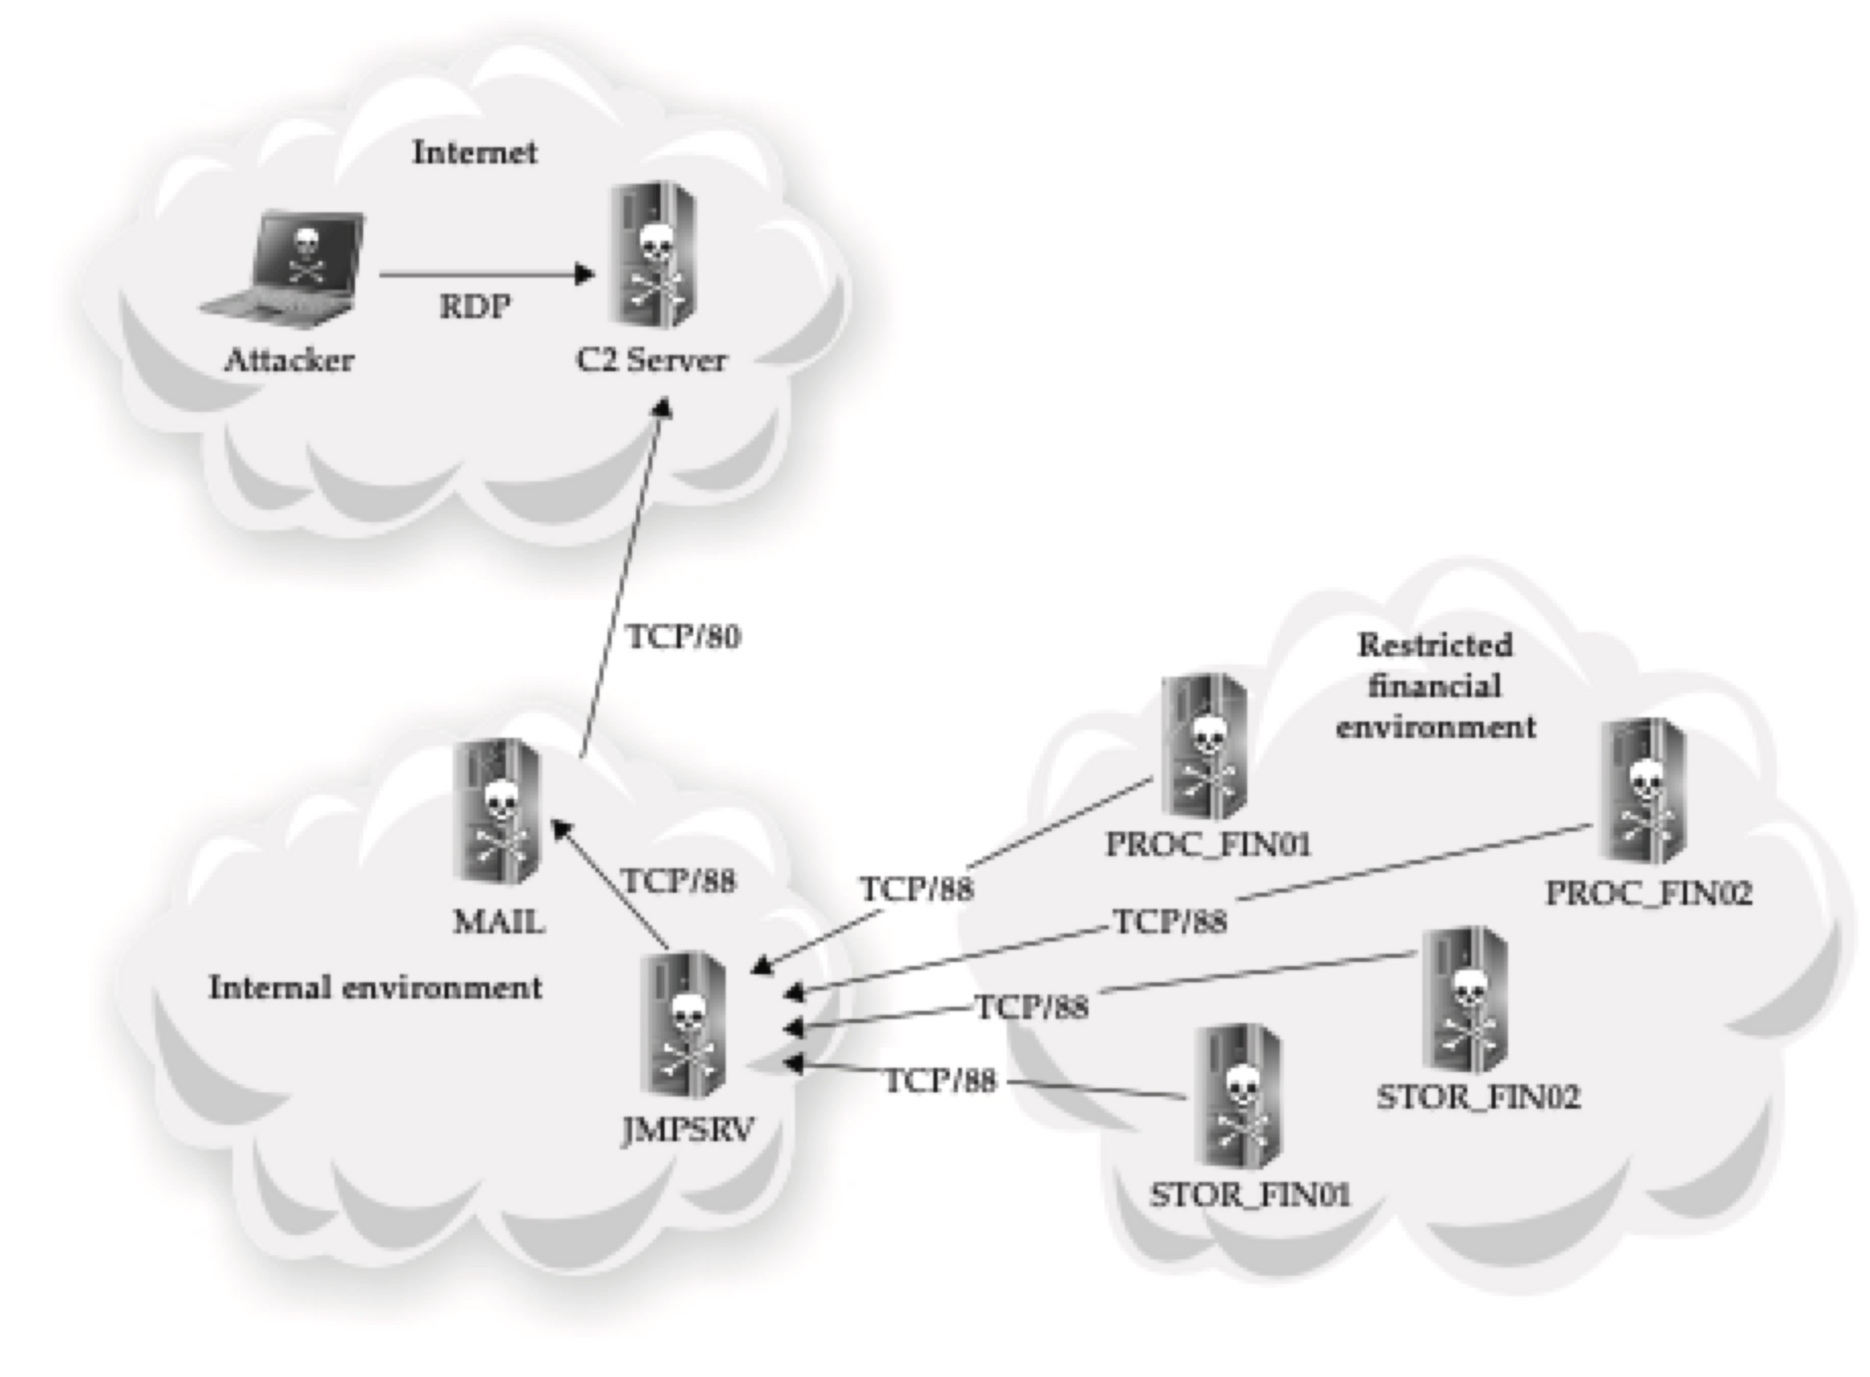 Internet
RDP
Attacker
C2 Server
TCP/80
Restricted
financial
environment
PROC_FIN01
TCP/88
MAIL
TCP/88
PROC_FIN02
TCP/88
Internal environment
TCP/88
TCP/88
STOR_FIN02
JMPSRV
STOR_FIN01